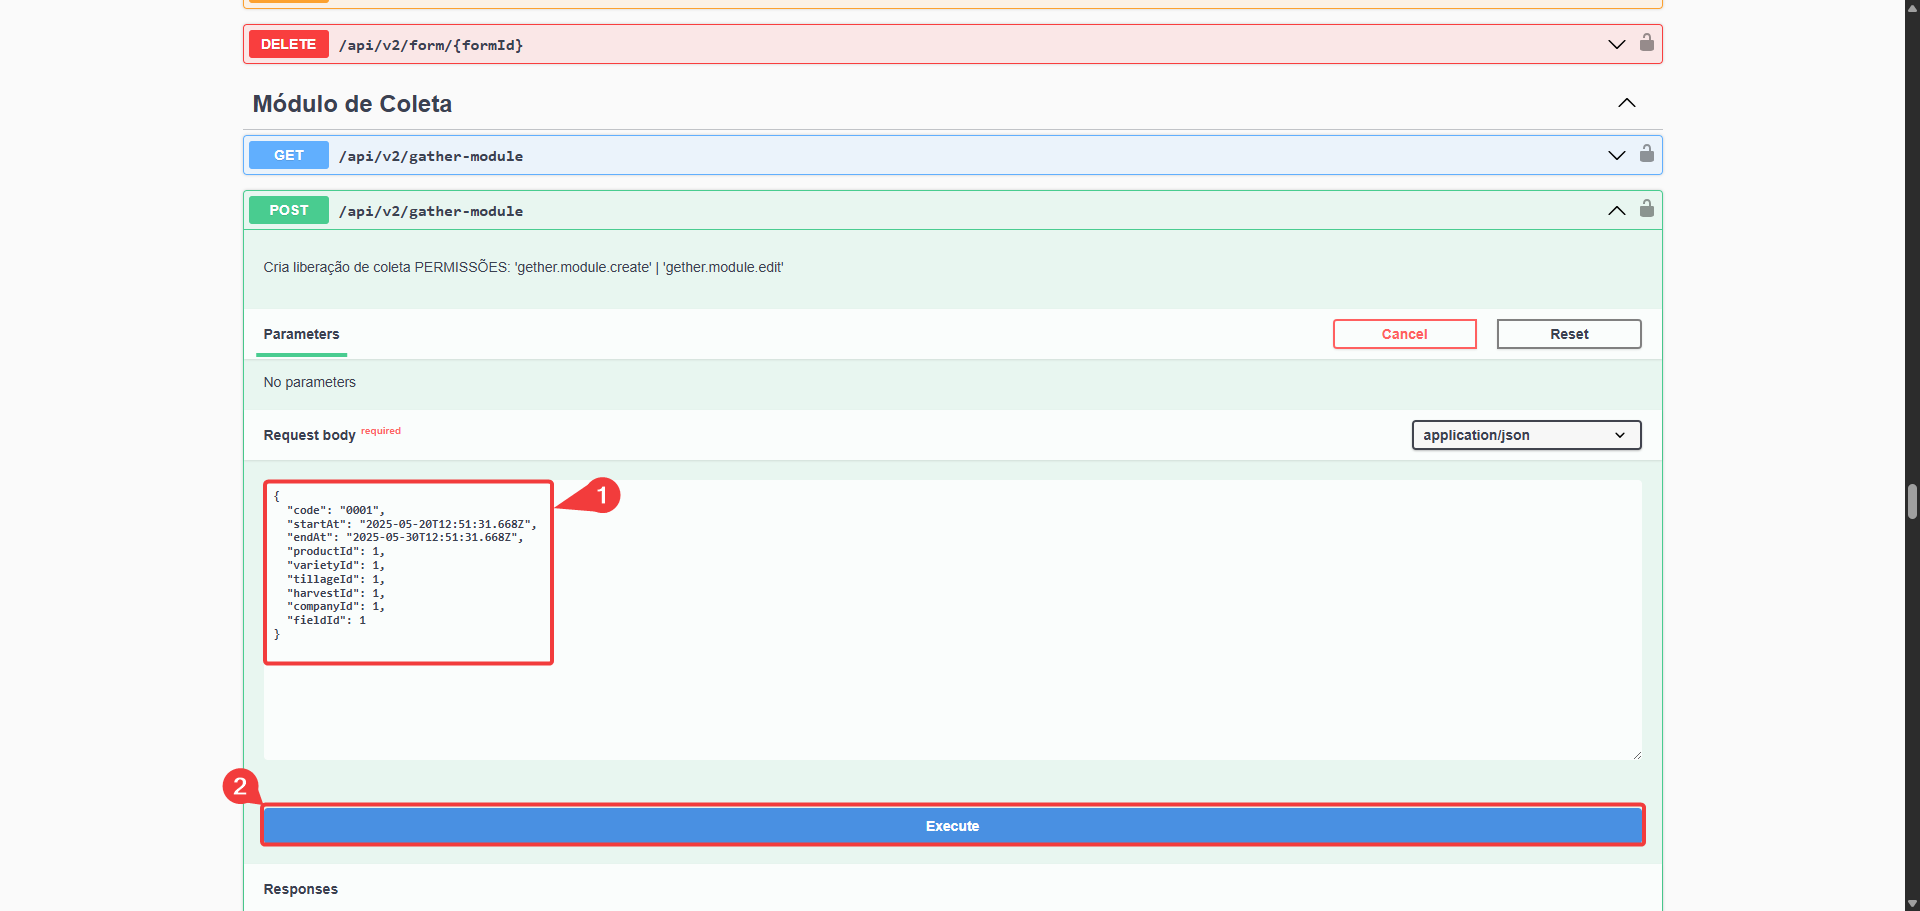 DELETE /api/v2/form/{formId}
Módulo de Coleta
GET /api/v2/gather-module
POST /api/v2/gather-module
Cria liberação de coleta PERMISSÕES: 'gether.module.create' | 'gether.module.edit'
Parameters
Cancel
Reset
No parameters
Request body required
application/json
{
"code": "0001",
"startAt": "2025-05-20T12:51:31.668Z",
"endAt": "2025-05-30T12:51:31.668Z",
"productId": 1,
"varietyId": 1,
"tillageId": 1,
"harvestId": 1,
"companyId": 1,
"fieldId": 1
}
1
2
Execute
Responses